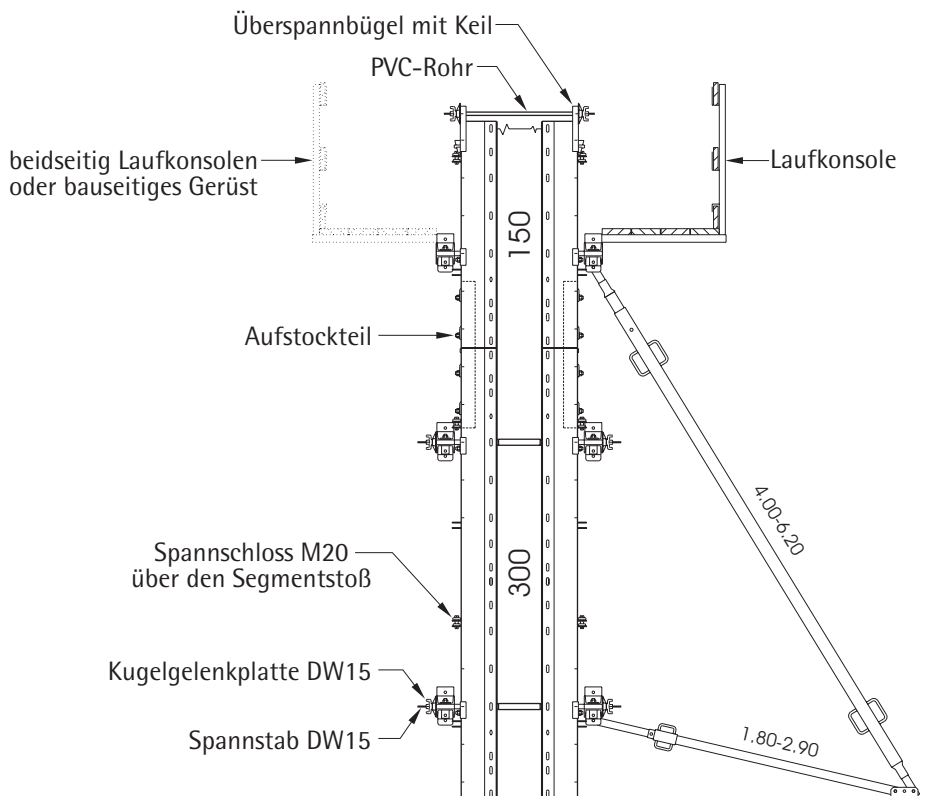 Überspannbügel mit Keil
PVC-Rohr
beidseitig Laufkonsolen
oder bauseitiges Gerüst
Laufkonsole
150
Aufstockteil
4.00-6.20
Spannschloss M20
über den Segmentstoß
300
Kugelgelenkplatte DW15
Spannstab DW15
1.80-2.90